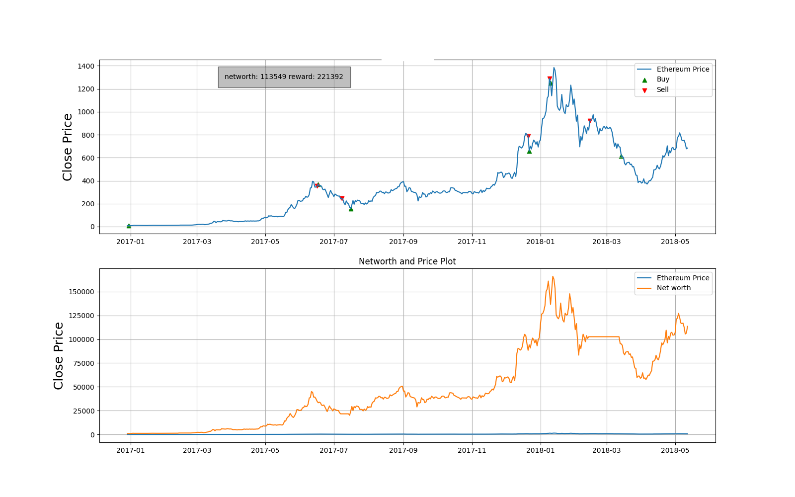 1400
1200
1000
800
600
400
200
0
Close Price
networth: 113549 reward: 221392
Ethereum Price
Buy
Sell
2017-01 2017-03 2017-05 2017-07 2017-09 2017-11 2018-01 2018-03 2018-05
Networth and Price Plot
150000
125000
100000
75000
50000
25000
0
Close Price
Ethereum Price
Net worth
2017-01 2017-03 2017-05 2017-07 2017-09 2017-11 2018-01 2018-03 2018-05